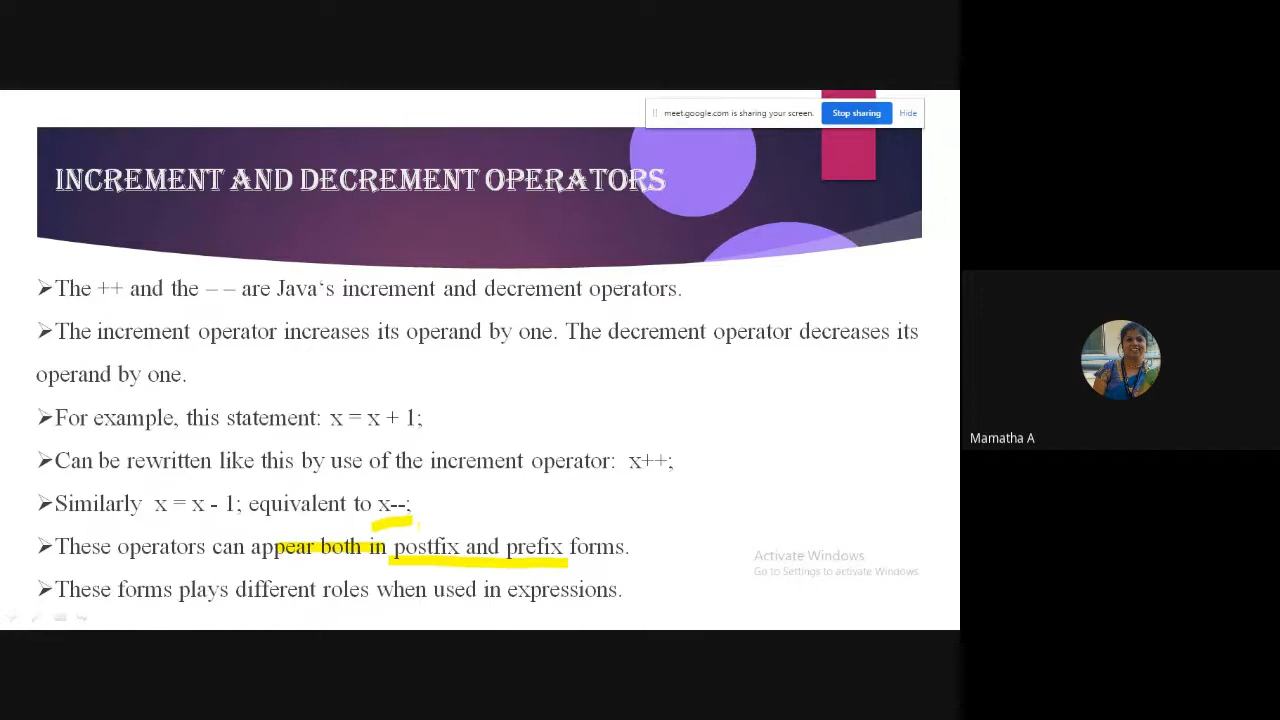 meet.google.com is sharing your screen. Stop sharing Hide
INCREMENT AND DECREMENT OPERATORS
➢The ++ and the – – are Java‘s increment and decrement operators.
➢The increment operator increases its operand by one. The decrement operator decreases its
operand by one.
➢For example, this statement: x = x + 1;
➢Can be rewritten like this by use of the increment operator: x++;
➢Similarly x = x - 1; equivalent to x--;
➢These operators can appear both in postfix and prefix forms.
➢These forms plays different roles when used in expressions.
Activate Windows
Go to Settings to activate Windows.
Mamatha A